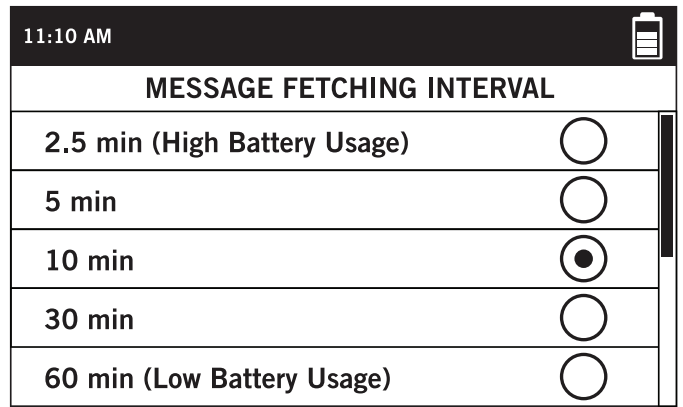 11:10 AM
MESSAGE FETCHING INTERVAL
2.5 min (High Battery Usage)
5 min
10 min
30 min
60 min (Low Battery Usage)